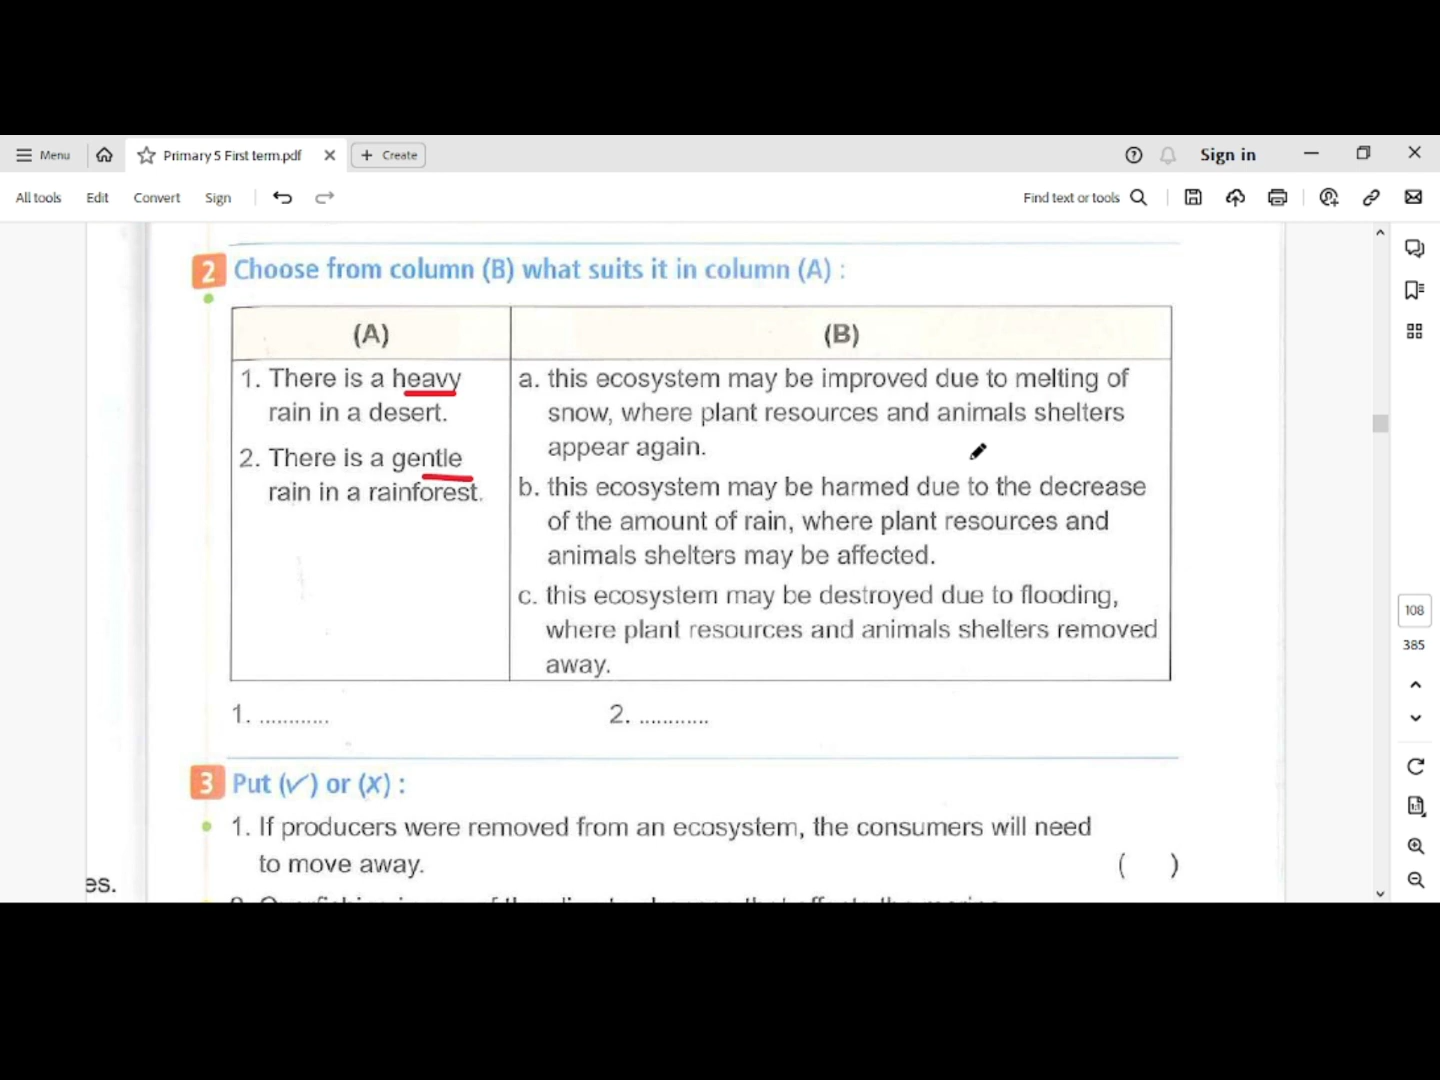 Menu
Primary 5 First term.pdf
Create
Sign in
All tools
Edit
Convert
Sign
Find text or tools
2 Choose from column (B) what suits it in column (A) :
(A)
(B)
1. There is a heavy
rain in a desert.
2. There is a gentle
rain in a rainforest.
a. this ecosystem may be improved due to melting of
snow, where plant resources and animals shelters
appear again.
b. this ecosystem may be harmed due to the decrease
of the amount of rain, where plant resources and
animals shelters may be affected.
c. this ecosystem may be destroyed due to flooding,
where plant resources and animals shelters removed
away.
1. ............
2. ............
3 Put (✓) or (x) :
1. If producers were removed from an ecosystem, the consumers will need
to move away. ( )
es.
108
385